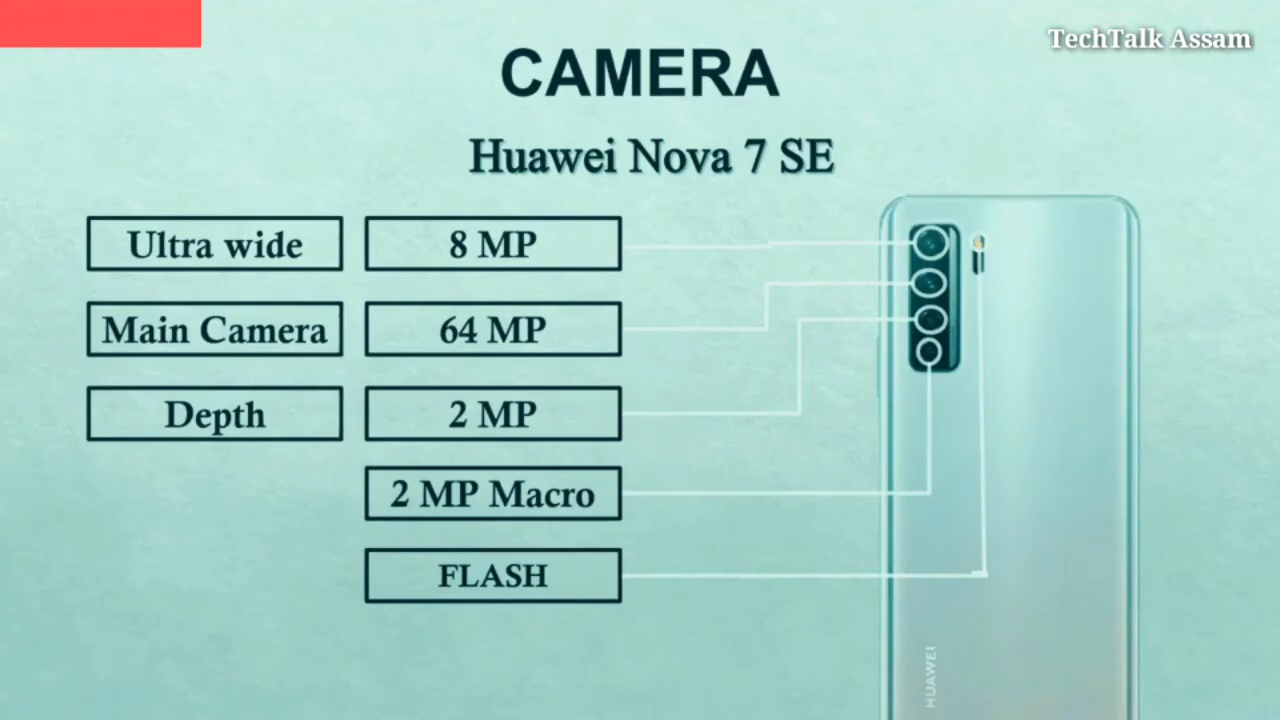 TechTalk Assam
CAMERA
Huawei Nova 7 SE
Ultra wide 8 MP
Main Camera 64 MP
Depth 2 MP
2 MP Macro
FLASH
HUAWEI